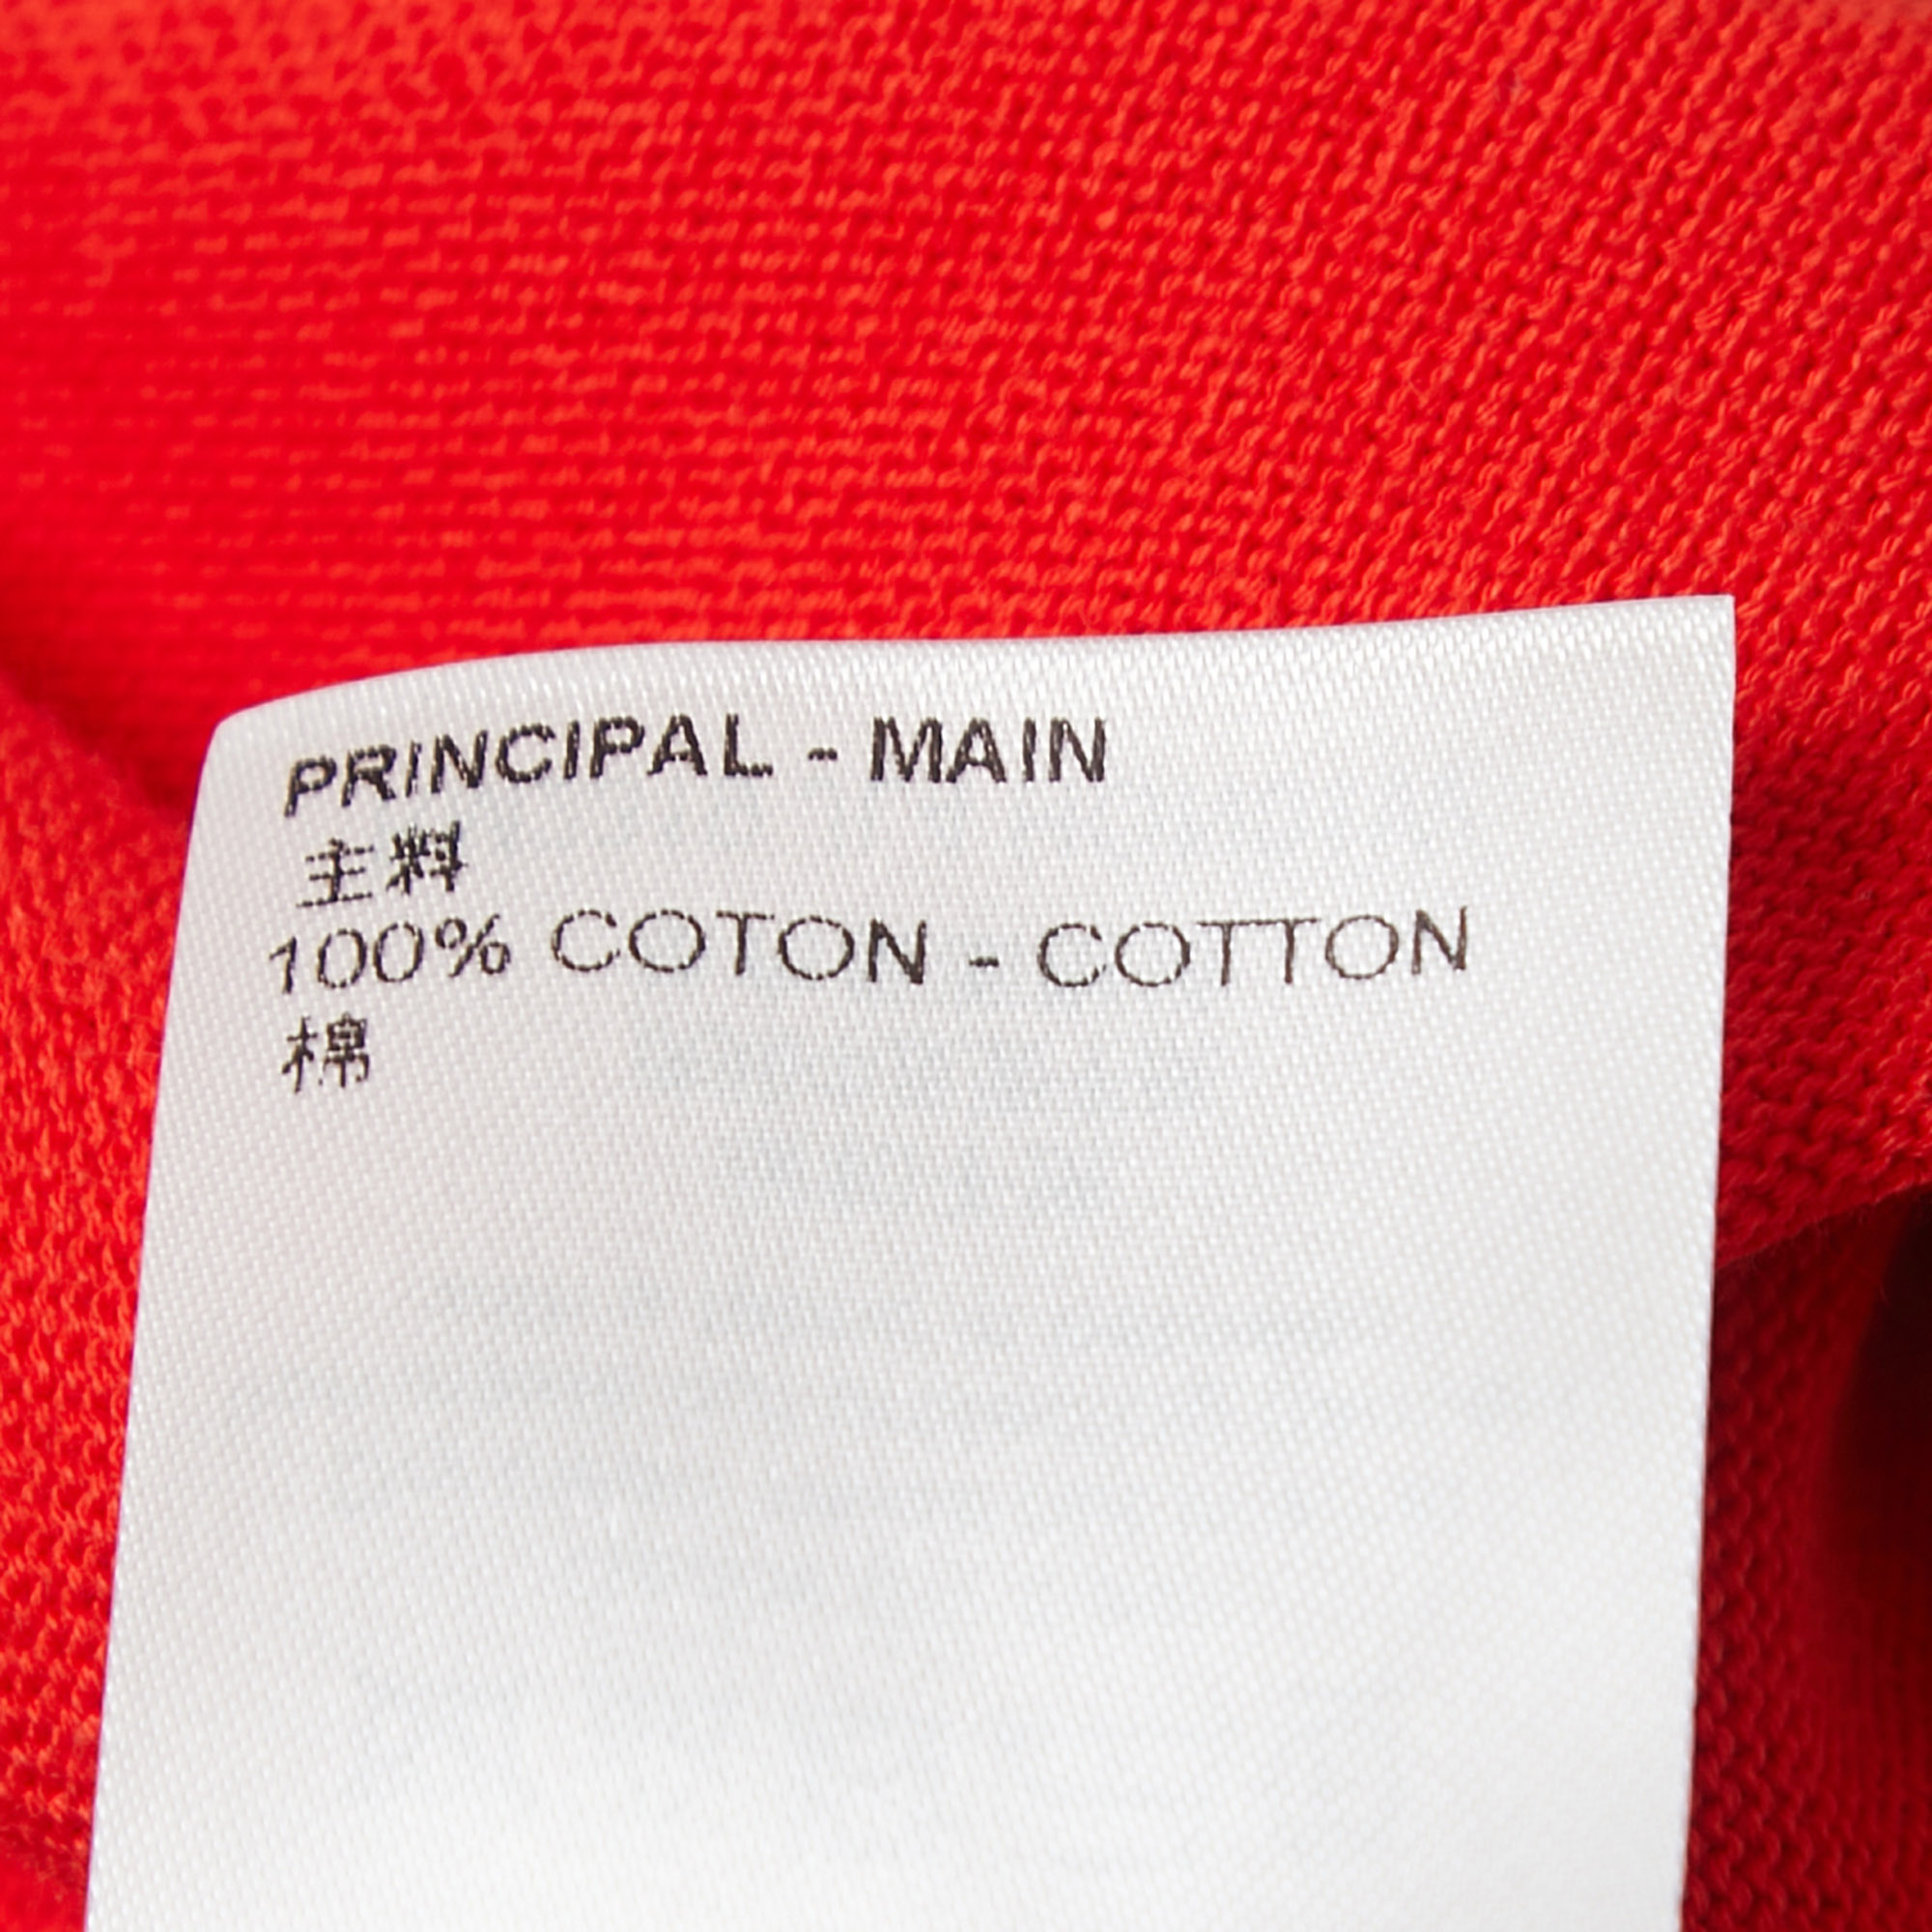 PRINCIPAL - MAIN
主料
100% COTON - COTTON
棉